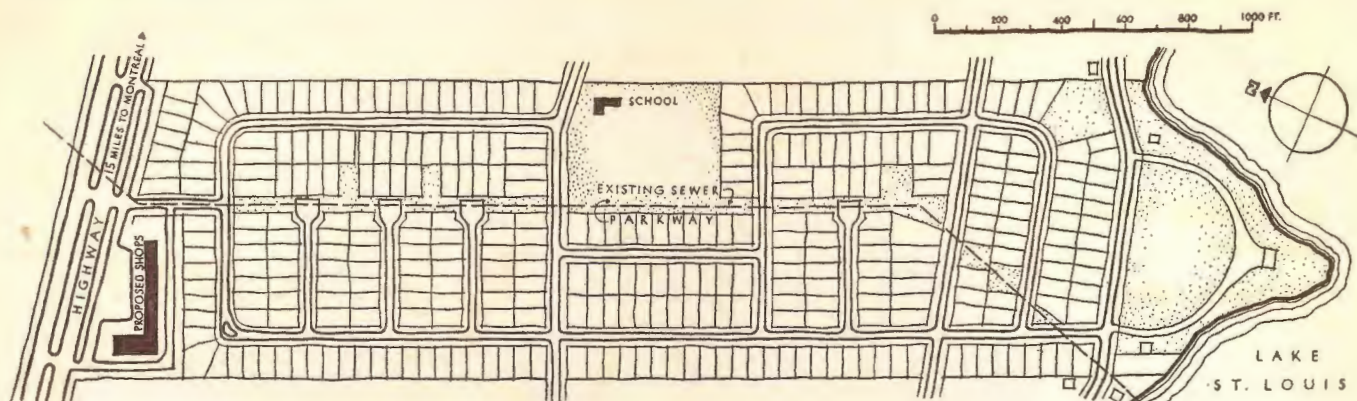 0 200 400 600 800 1000 FT.
15 MILES TO MONTREAL
HIGHWAY
PROPOSED SHOPS
SCHOOL
EXISTING SEWER
PARKWAY
N
LAKE
ST. LOUIS